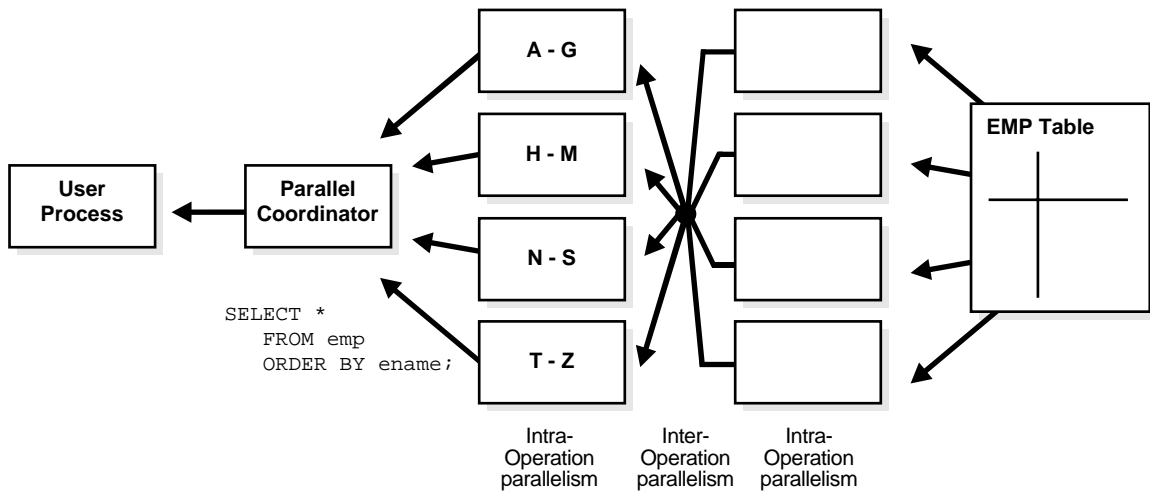 A - G
H - M
N - S
T - Z
EMP Table
User
Process
Parallel
Coordinator
SELECT *
FROM emp
ORDER BY ename;
Intra-
Operation
parallelism
Inter-
Operation
parallelism
Intra-
Operation
parallelism